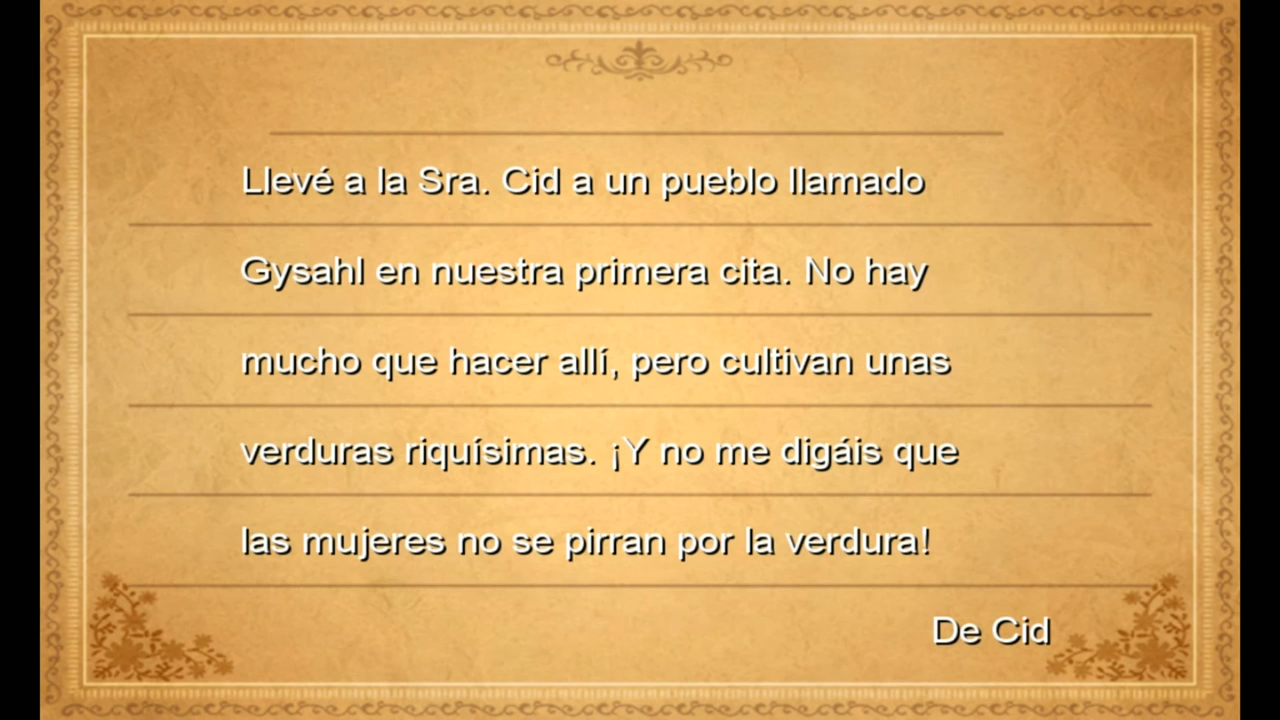 Llevé a la Sra. Cid a un pueblo llamado
Gysahl en nuestra primera cita. No hay
mucho que hacer allí, pero cultivan unas
verduras riquísimas. ¡Y no me digáis que
las mujeres no se pirran por la verdura!
De Cid